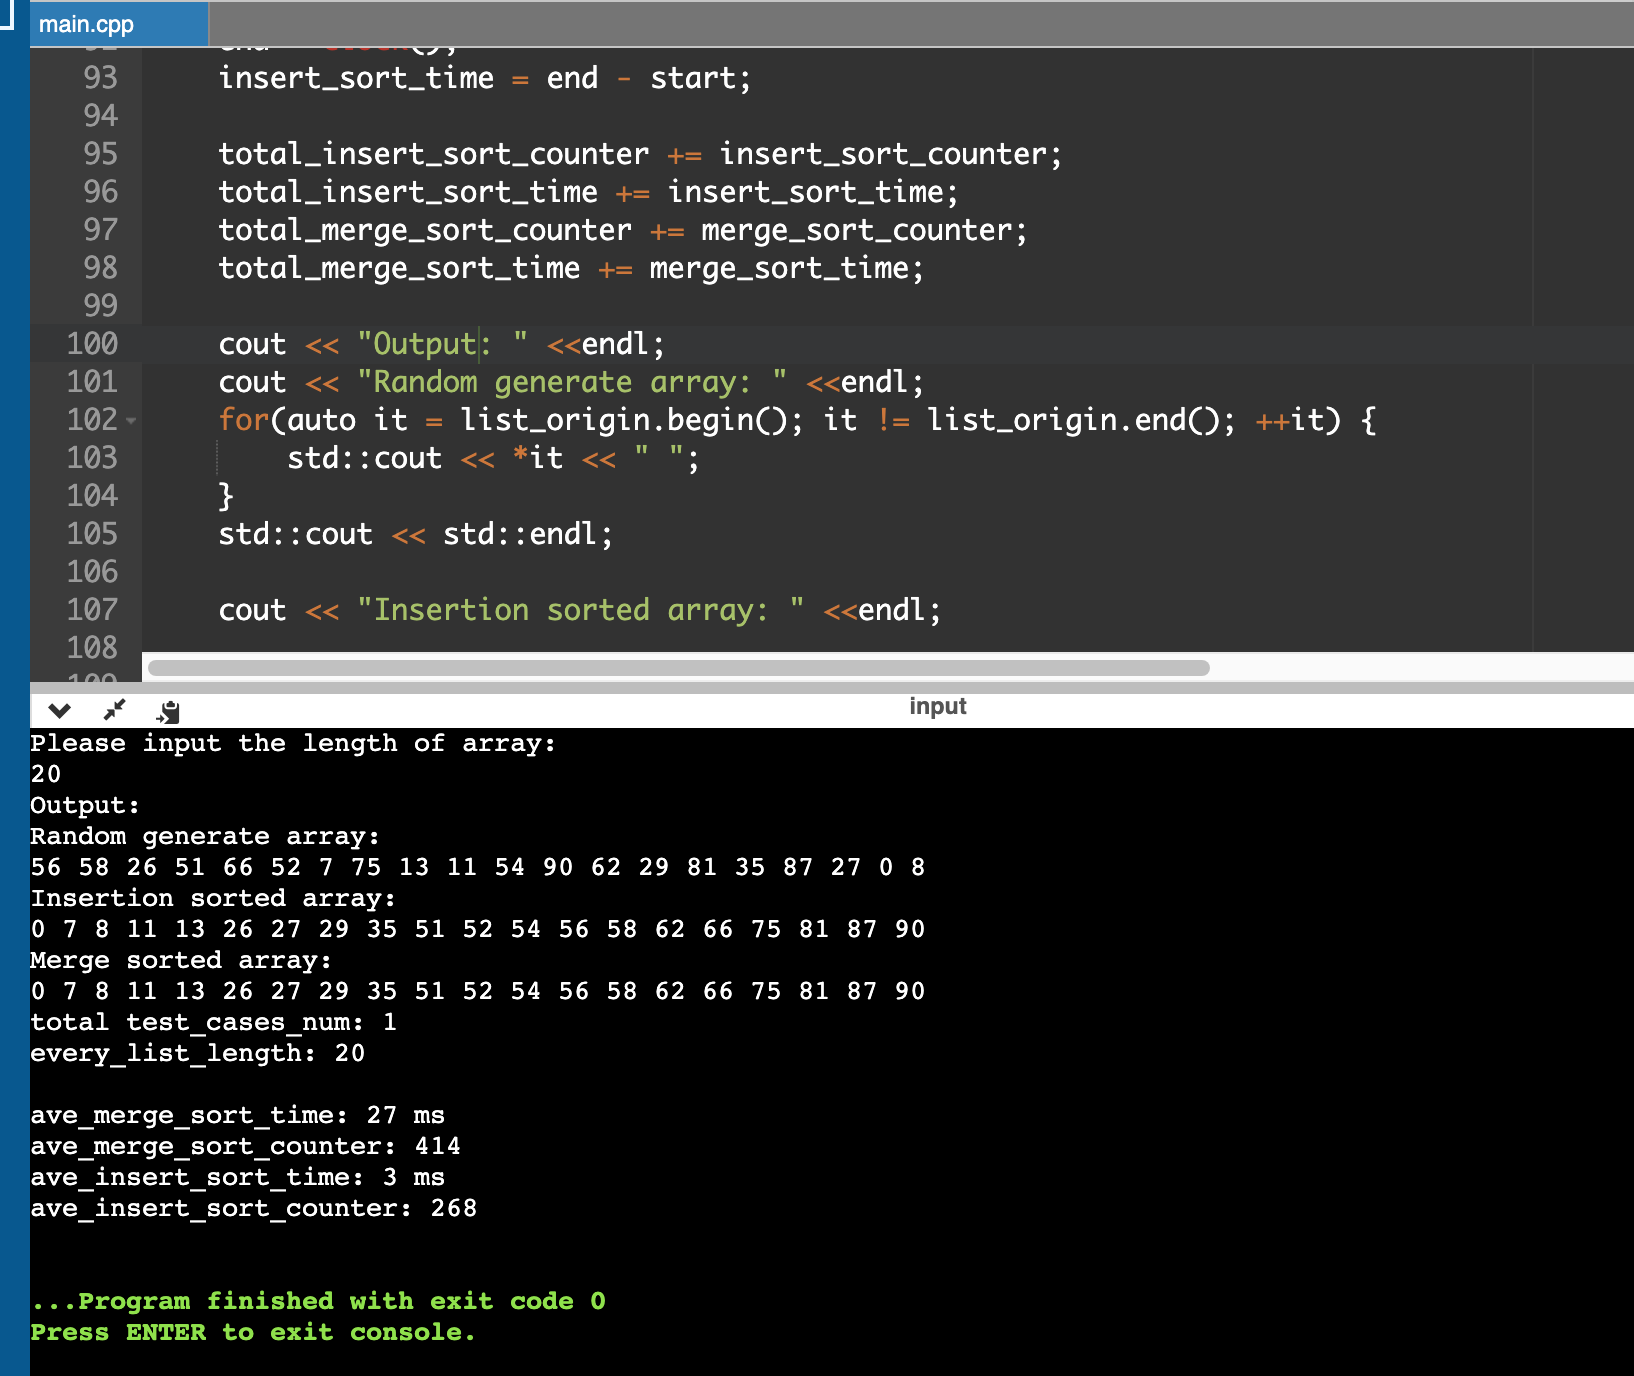 main.cpp
93 insert_sort_time = end - start;
94
95 total_insert_sort_counter += insert_sort_counter;
96 total_insert_sort_time += insert_sort_time;
97 total_merge_sort_counter += merge_sort_counter;
98 total_merge_sort_time += merge_sort_time;
99
100 cout << "Output: " <<endl;
101 cout << "Random generate array: " <<endl;
102 for(auto it = list_origin.begin(); it != list_origin.end(); ++it) {
103 std::cout << *it << " ";
104 }
105 std::cout << std::endl;
106
107 cout << "Insertion sorted array: " <<endl;
108
input
Please input the length of array:
20
Output:
Random generate array:
56 58 26 51 66 52 7 75 13 11 54 90 62 29 81 35 87 27 0 8
Insertion sorted array:
0 7 8 11 13 26 27 29 35 51 52 54 56 58 62 66 75 81 87 90
Merge sorted array:
0 7 8 11 13 26 27 29 35 51 52 54 56 58 62 66 75 81 87 90
total test_cases_num: 1
every_list_length: 20
ave_merge_sort_time: 27 ms
ave_merge_sort_counter: 414
ave_insert_sort_time: 3 ms
ave_insert_sort_counter: 268
...Program finished with exit code 0
Press ENTER to exit console.